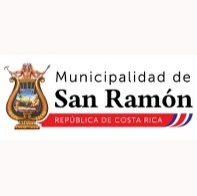 Municipalidad de
San Ramón
REPÚBLICA DE COSTA RICA